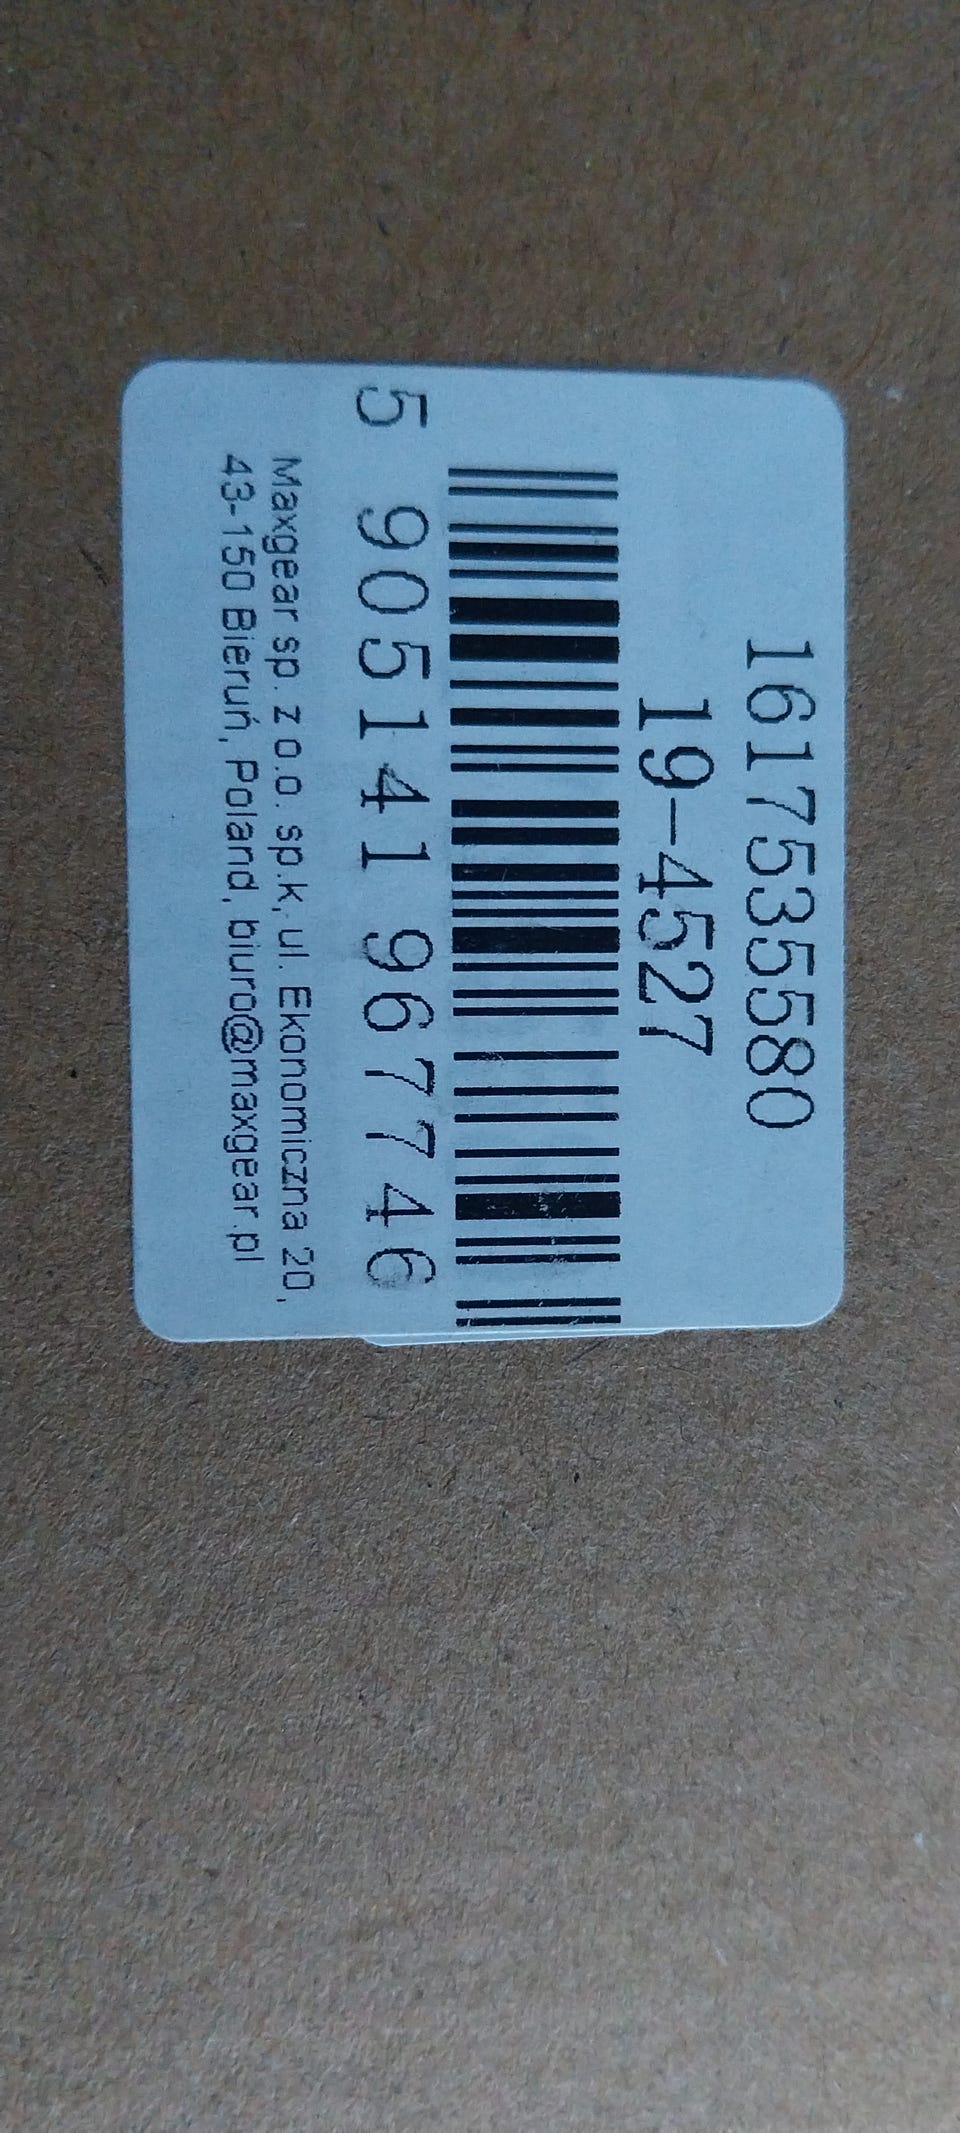 1617535580
19-4527
5 905141 967746
Maxgear sp. z o.o. sp.k, ul. Ekonomiczna 20,
43-150 Bieruń, Poland, biuro@maxgear.pl